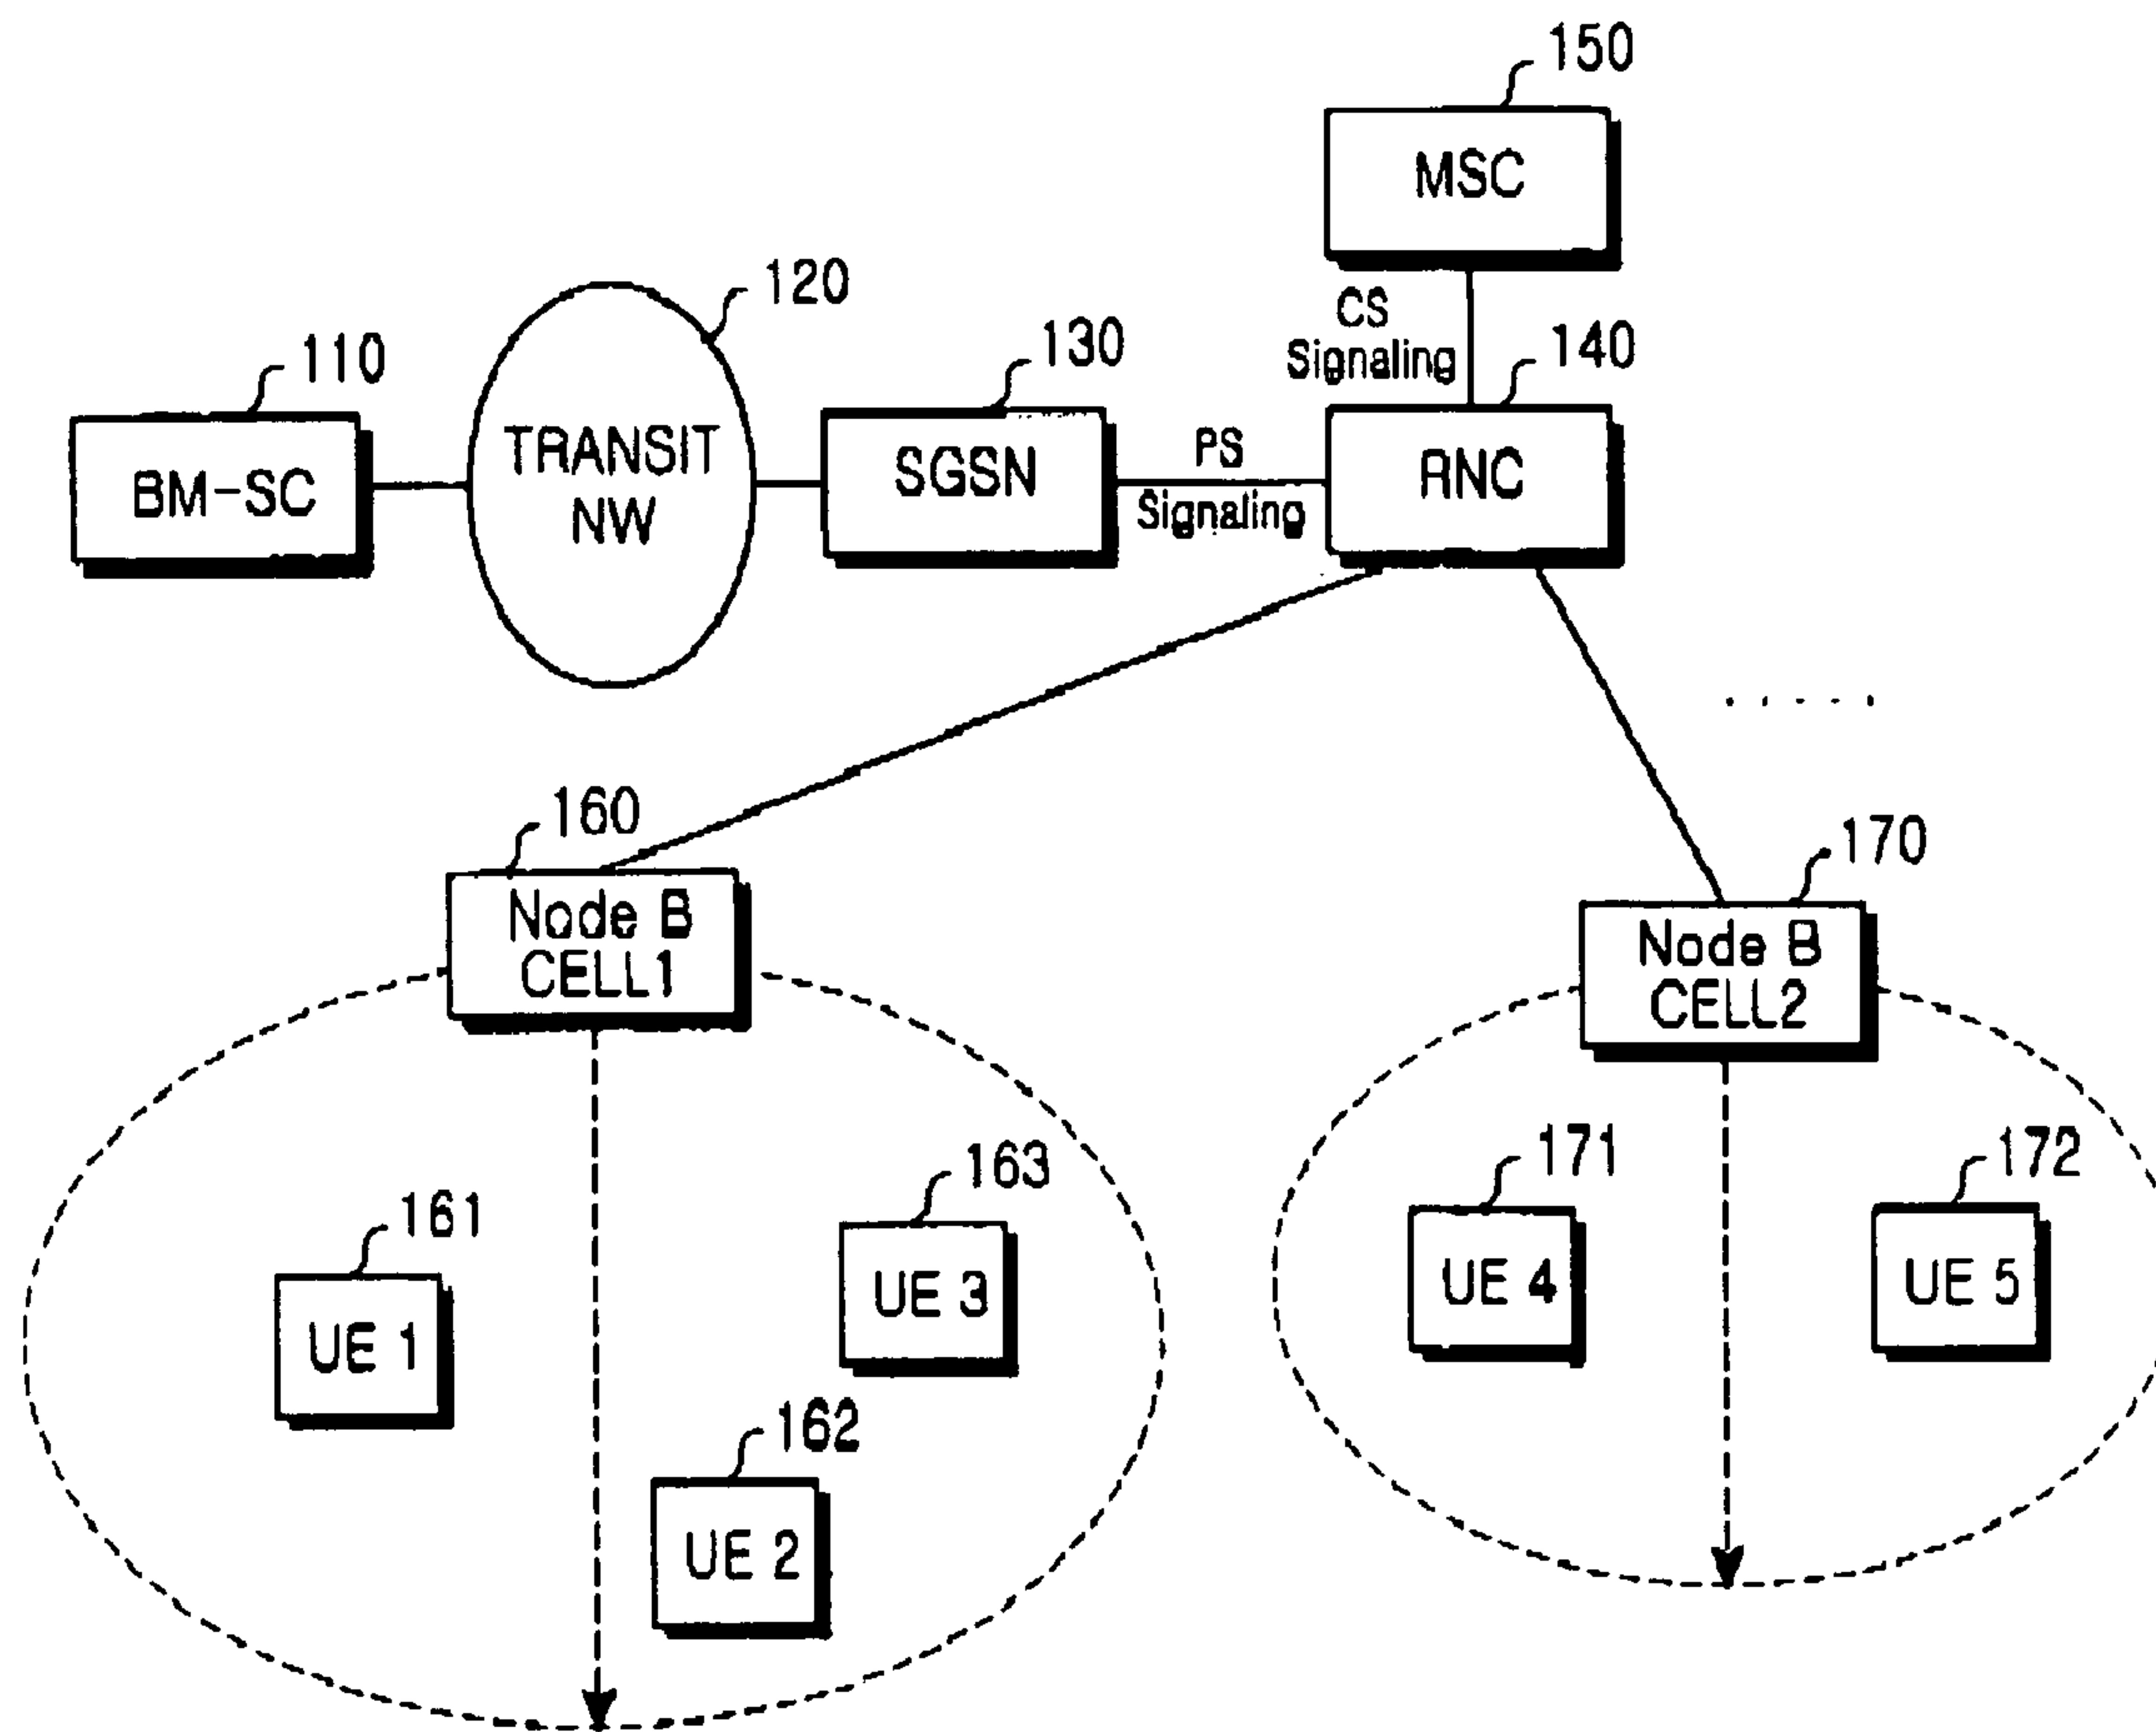 150
MSC
120
CS
Signaling
130
140
110
TRANSIT
NW
BM-SC
SGSN
PS
Signaling
RNC
160
170
Node B
CELL1
Node B
CELL2
163
171
172
161
UE 3
UE 4
UE 5
UE 1
162
UE 2